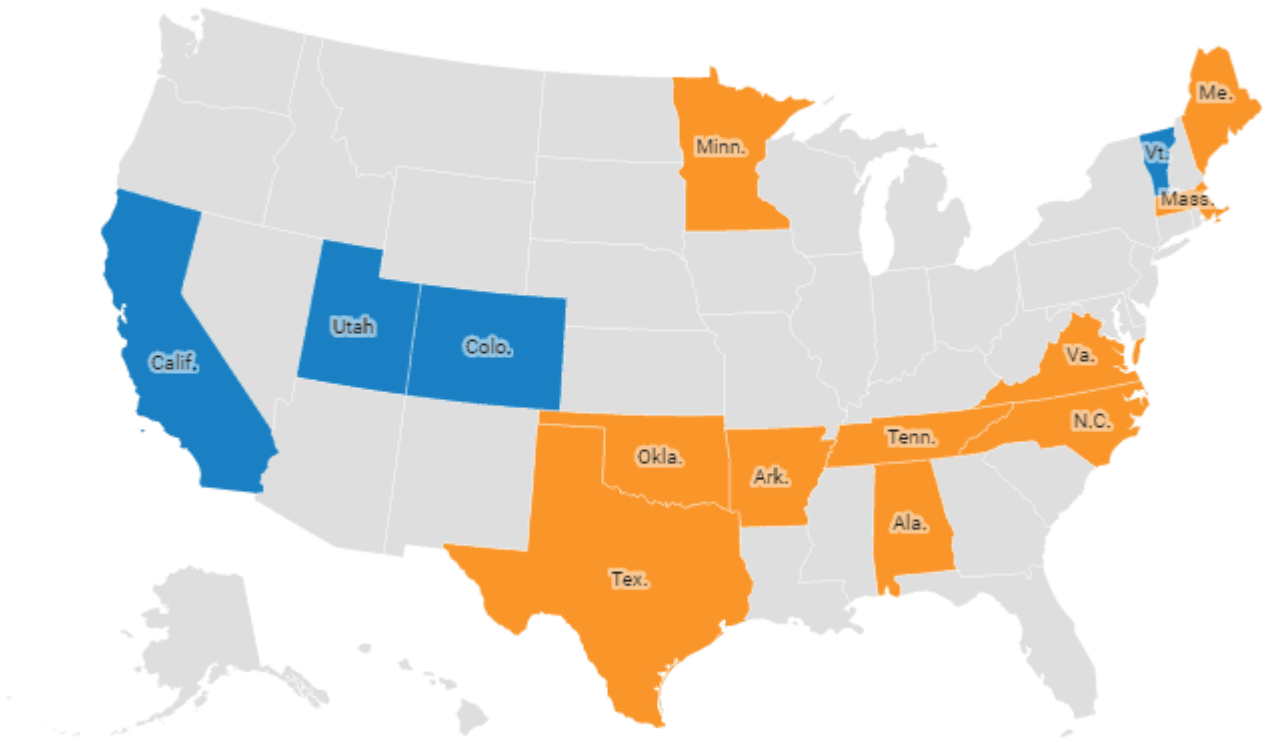 Me.
Minn.
Vt.
Mass.
Utah
Colo.
Va.
Calif.
N.C.
Tenn.
Okla.
Ark.
Ala.
Tex.